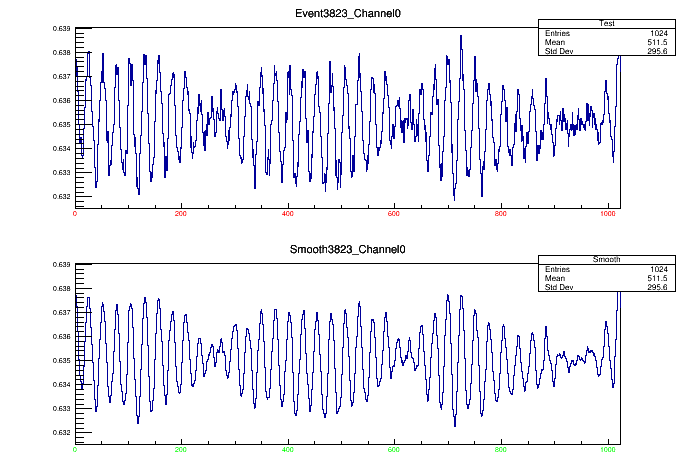 Event3823_Channel0
Test
Entries 1024
Mean 511.5
Std Dev 295.6
0.639
0.638
0.637
0.636
0.635
0.634
0.633
0.632
0 200 400 600 800 1000
Smooth3823_Channel0
Smooth
Entries 1024
Mean 511.5
Std Dev 295.6
0.639
0.638
0.637
0.636
0.635
0.634
0.633
0.632
0 200 400 600 800 1000